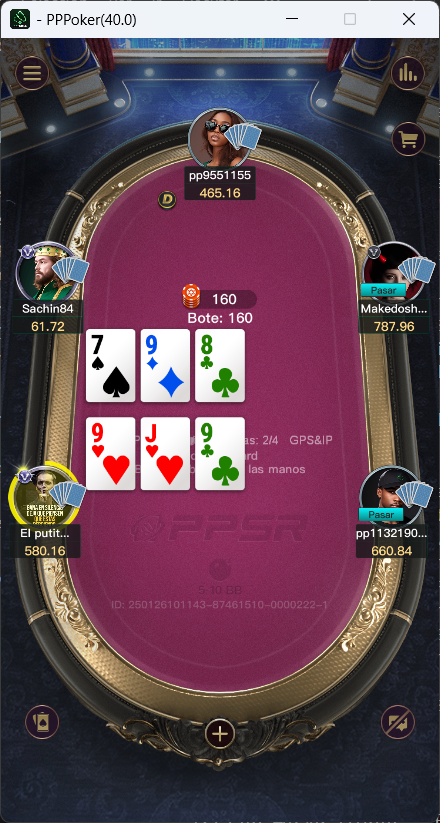 - PPPoker(40.0)
pp9551155
465.16
D
Sachin84
61.72
160
Bote: 160
Pasar
Makedosh...
787.96
7 9 8
9 J 9
as: 2/4 GPS&IP
las manos
El putit...
580.16
Pasar
pp1132190...
660.84
PPSR
5-10 BB
ID: 250126101143-87461510-0000222-1